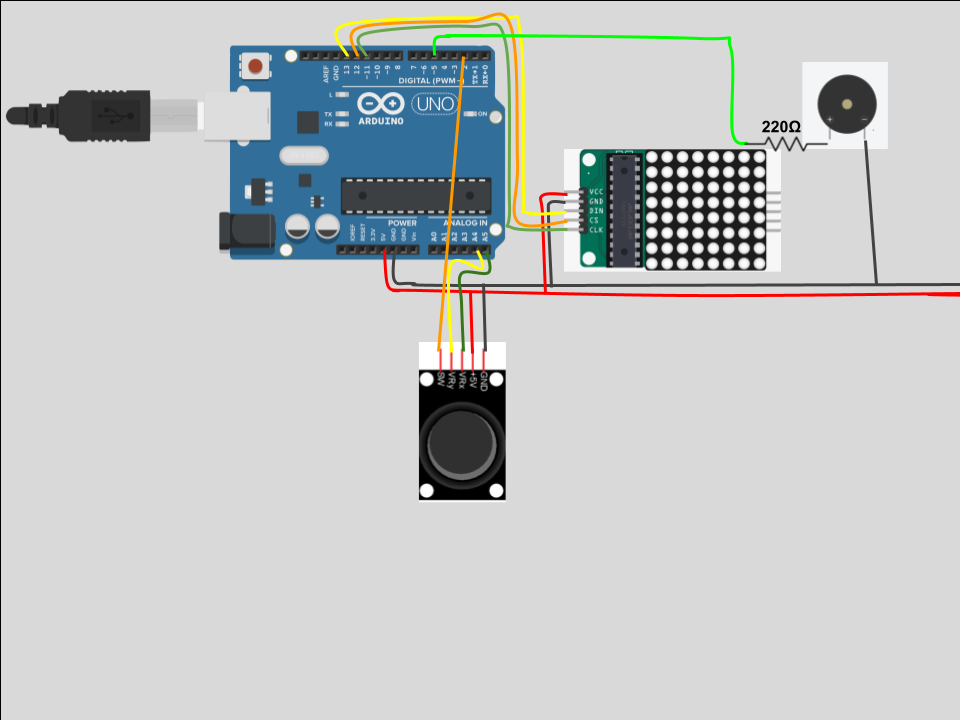 AREF
GND
13
12
~11
~10
~9
8
7
~6
~5
4
~3
2
TX→1
RX←0
DIGITAL (PWM ~)
L
TX
RX
ARDUINO
UNO
ON
POWER
ANALOG IN
IOREF
RESET
3.3V
5V
GND
GND
Vin
A0
A1
A2
A3
A4
A5
220Ω
+
−
VCC
GND
DIN
CS
CLK
SW
VRy
VRx
+5V
GND